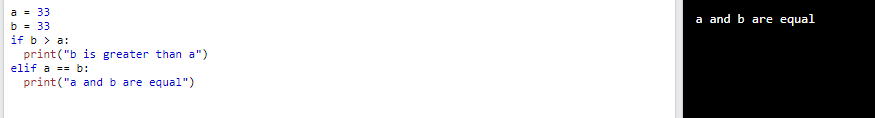 a = 33
b = 33
if b > a:
  print("b is greater than a")
elif a == b:
  print("a and b are equal")
a and b are equal